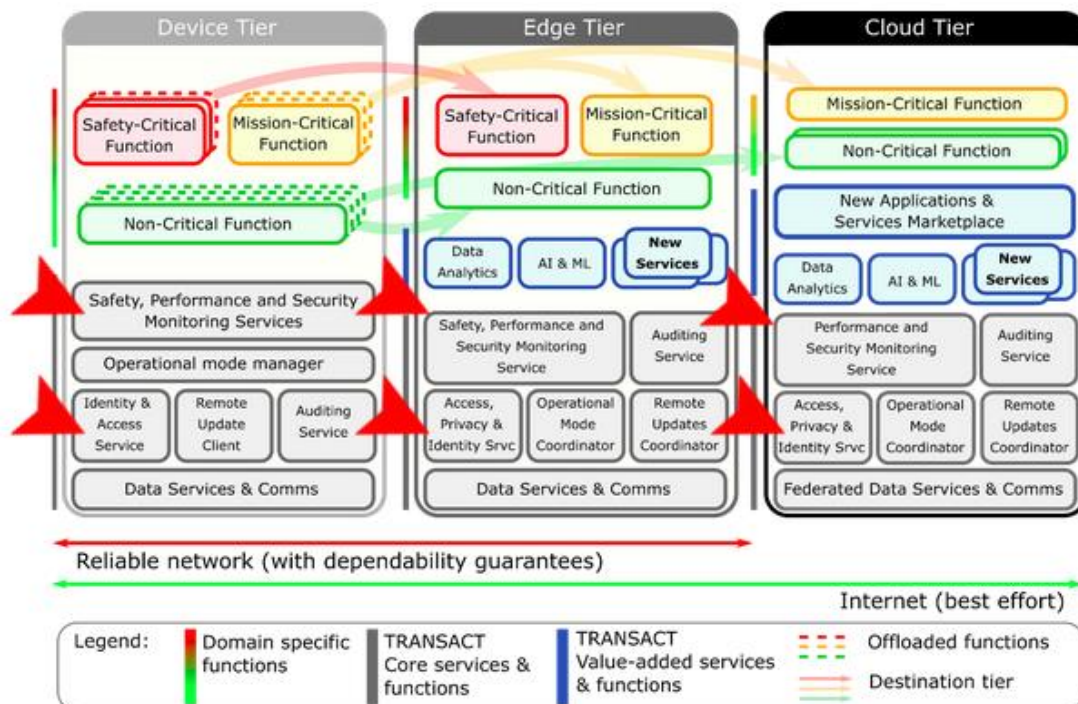 Device Tier
Edge Tier
Cloud Tier
Safety-Critical
Function
Mission-Critical
Function
Non-Critical Function
Safety, Performance and Security
Monitoring Services
Operational mode manager
Identity &
Access
Service
Remote
Update
Client
Auditing
Service
Data Services & Comms
Safety-Critical
Function
Mission-Critical
Function
Non-Critical Function
Data
Analytics
AI & ML
New
Services
Safety, Performance and
Security Monitoring
Service
Auditing
Service
Access,
Privacy &
Identity Srvc
Operational
Mode
Coordinator
Remote
Updates
Coordinator
Data Services & Comms
Mission-Critical Function
Non-Critical Function
New Applications &
Services Marketplace
Data
Analytics
AI & ML
New
Services
Performance and
Security Monitoring
Service
Auditing
Service
Access,
Privacy &
Identity Srvc
Operational
Mode
Coordinator
Remote
Updates
Coordinator
Federated Data Services & Comms
Reliable network (with dependability guarantees)
Internet (best effort)
Legend:
Domain specific
functions
TRANSACT
Core services &
functions
TRANSACT
Value-added services
& functions
Offloaded functions
Destination tier